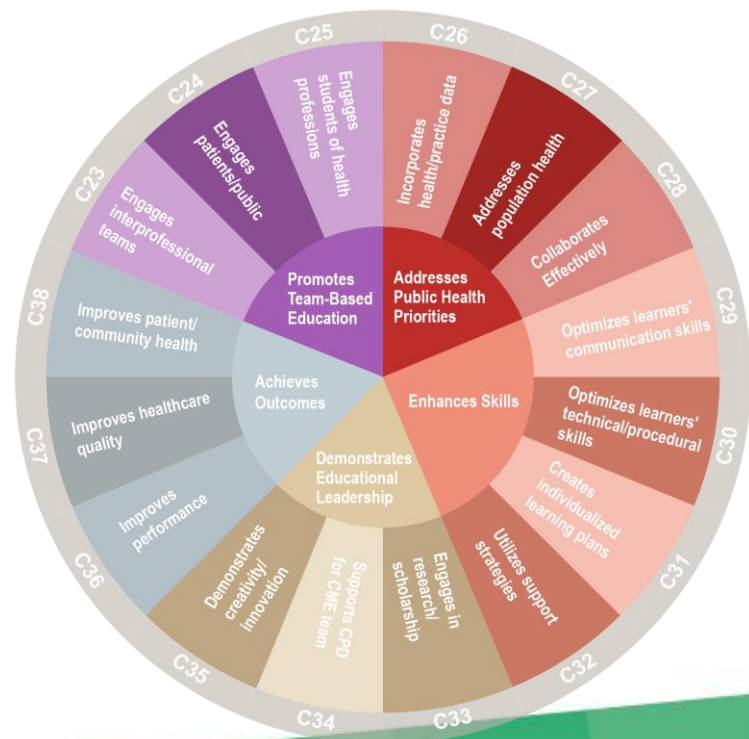 C23
Engages
interprofessional
teams
C24
Engages
patients/public
C25
Engages
students of health
professions
Promotes
Team-Based
Education
C26
Incorporates
health/practice data
C27
Addresses
population health
C28
Collaborates
Effectively
Addresses
Public Health
Priorities
C29
Optimizes learners'
communication skills
C30
Optimizes learners'
technical/procedural
skills
C31
Creates
individualized
learning plans
C32
Utilizes support
strategies
Enhances Skills
C33
Engages in
research/
scholarship
C34
Supports CPD
for CME team
C35
Demonstrates
creativity/
innovation
Demonstrates
Educational
Leadership
C36
Improves
performance
C37
Improves healthcare
quality
C38
Improves patient/
community health
Achieves
Outcomes